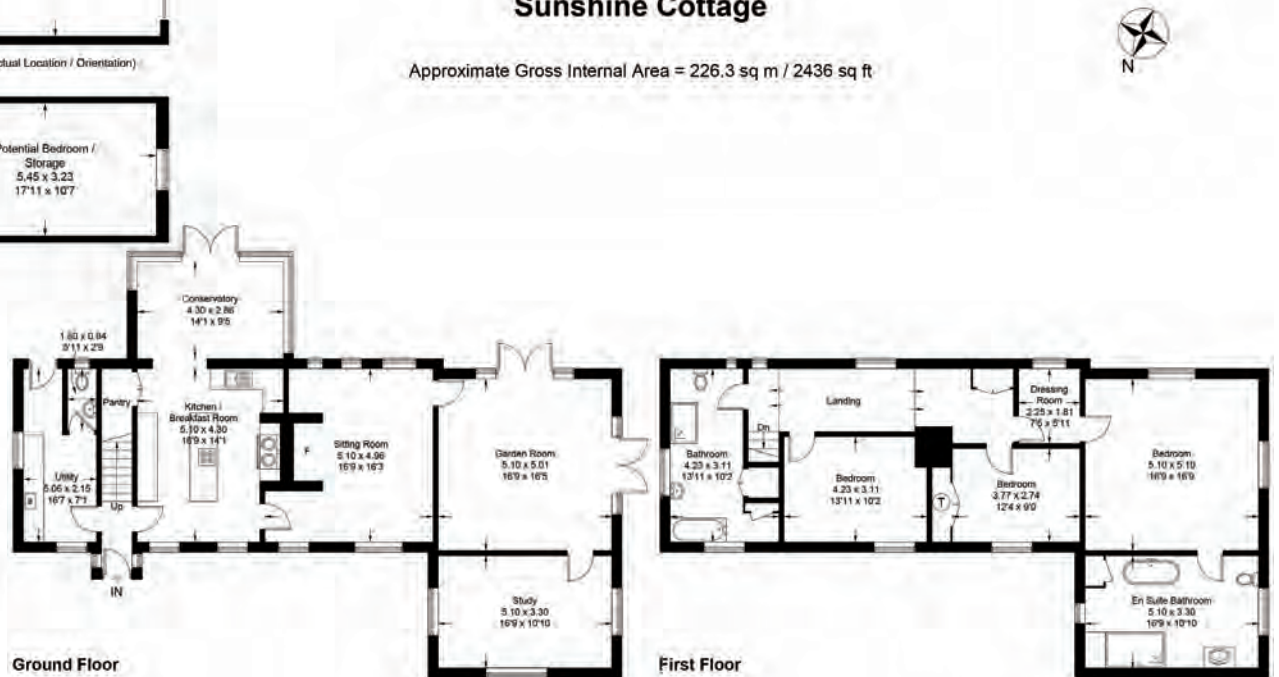 Sunshine Cottage
Approximate Gross Internal Area = 226.3 sq m / 2436 sq ft
N
ctual Location / Orientation)
Potential Bedroom /
Storage
5.45 x 3.23
17'11 x 10'7
Conservatory
4.30 x 2.86
14'1 x 9'5
1.80 x 0.84
5'11 x 2'9
Pantry
Kitchen /
Breakfast Room
5.10 x 4.30
16'9 x 14'1
Utility
5.06 x 2.15
16'7 x 7'1
Up
IN
F
Sitting Room
5.10 x 4.96
16'9 x 16'3
Garden Room
5.10 x 5.01
16'9 x 16'5
Study
5.10 x 3.30
16'9 x 10'10
Ground Floor
Bathroom
4.23 x 3.11
13'11 x 10'2
Dn
Landing
Bedroom
4.23 x 3.11
13'11 x 10'2
T
Bedroom
3.77 x 2.74
12'4 x 9'0
Dressing
Room
2.25 x 1.81
7'5 x 5'11
Bedroom
5.10 x 5.10
16'9 x 16'9
En Suite Bathroom
5.10 x 3.30
16'9 x 10'10
First Floor